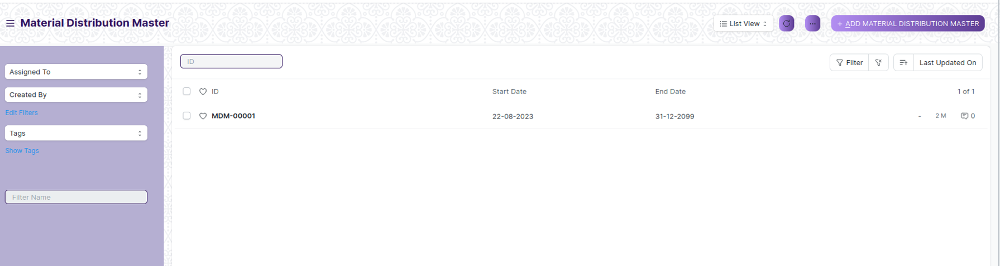 Material Distribution Master
List View
...
+ ADD MATERIAL DISTRIBUTION MASTER
Assigned To
Created By
Edit Filters
Tags
Show Tags
Filter Name
ID
Filter
Last Updated On
ID Start Date End Date 1 of 1
MDM-00001 22-08-2023 31-12-2099 - 2 M 0